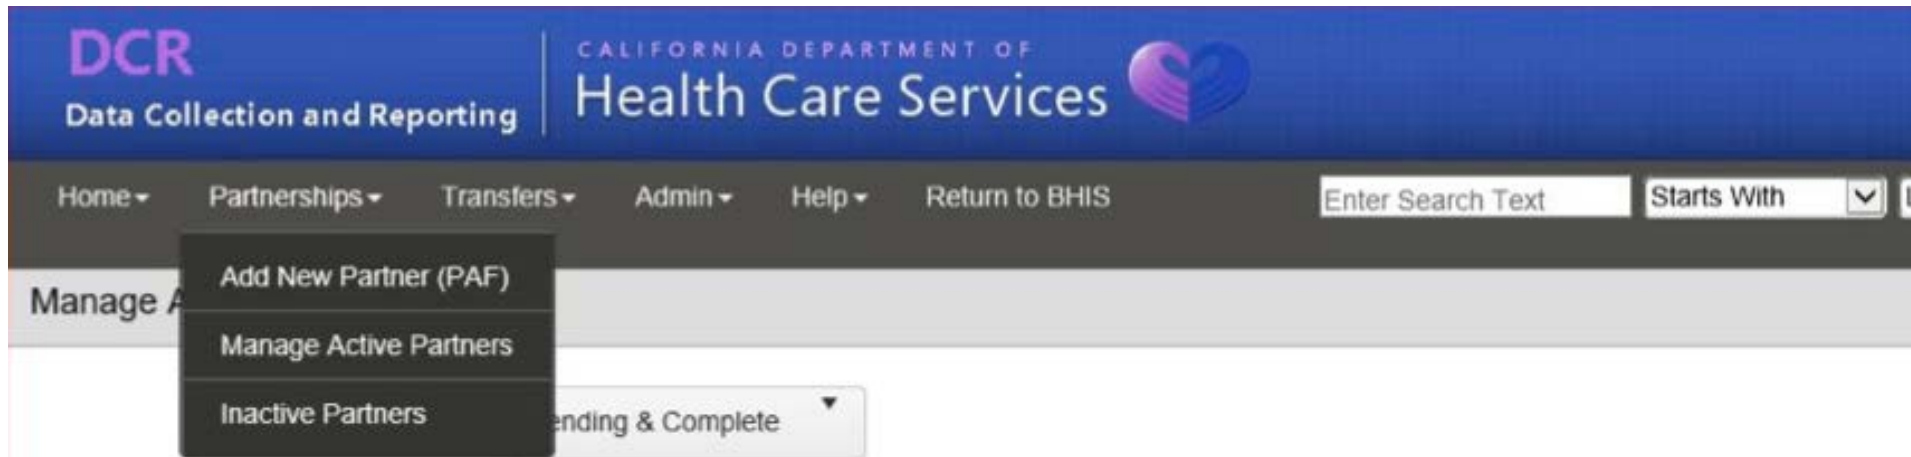 DCR
Data Collection and Reporting
CALIFORNIA DEPARTMENT OF
Health Care Services
Home Partnerships Transfers Admin Help Return to BHIS Enter Search Text Starts With
Add New Partner (PAF)
Manage
Manage Active Partners
Inactive Partners
& Complete